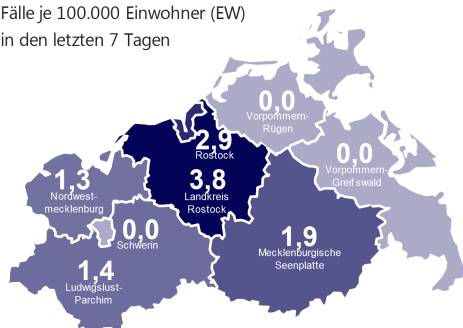 Fälle je 100.000 Einwohner (EW)
in den letzten 7 Tagen
0,0
Vorpommern-
Rügen
2,9
Rostock
0,0
Vorpommern-
Greifswald
3,8
Landkreis
Rostock
1,3
Nordwest-
mecklenburg
0,0
Schwerin
1,9
Mecklenburgische
Seenplatte
1,4
Ludwigslust-
Parchim